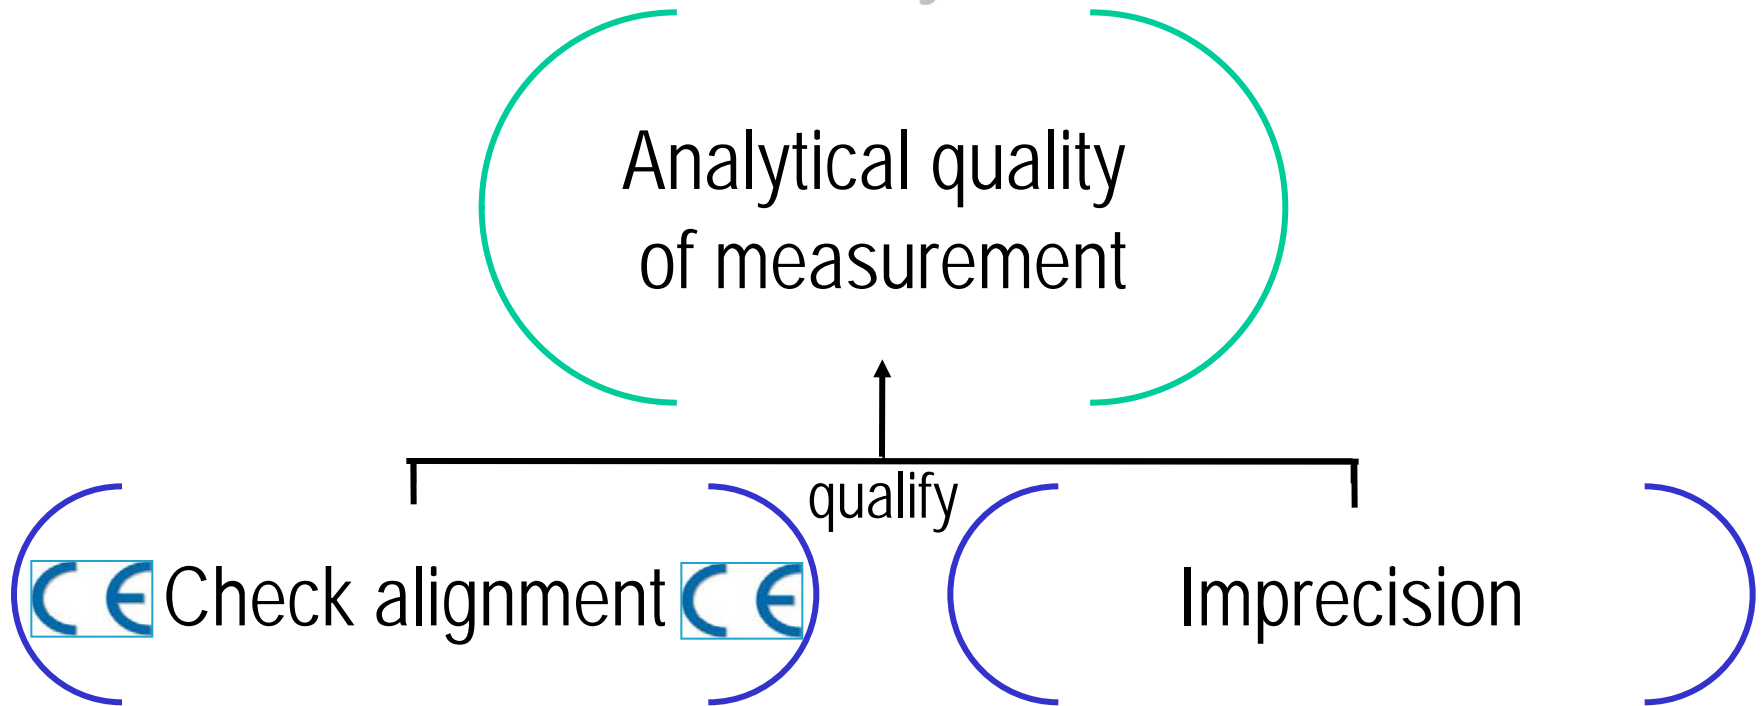 Analytical quality
of measurement
qualify
CE Check alignment CE
Imprecision